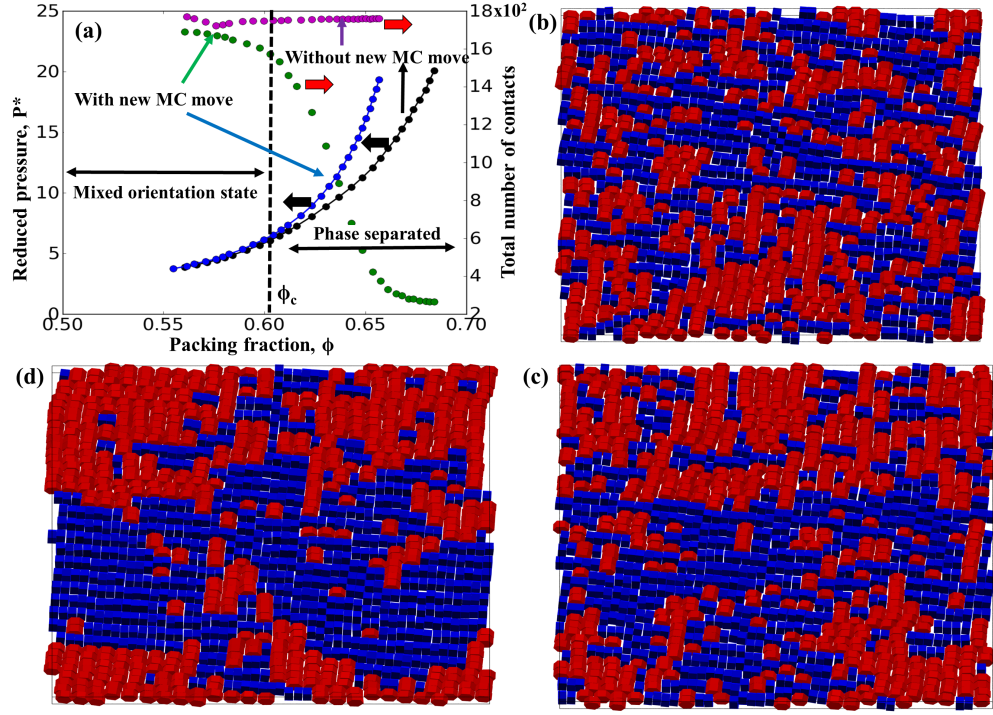 (a)
18x10²
25
16
20
Without new MC move
14
With new MC move
15
12
10
Mixed orientation state
10
8
Phase separated
6
5
4
ϕc
0
2
0.50
0.55
0.60
0.65
0.70
Reduced pressure, P*
Total number of contacts
Packing fraction, ϕ
(b)
(d)
(c)